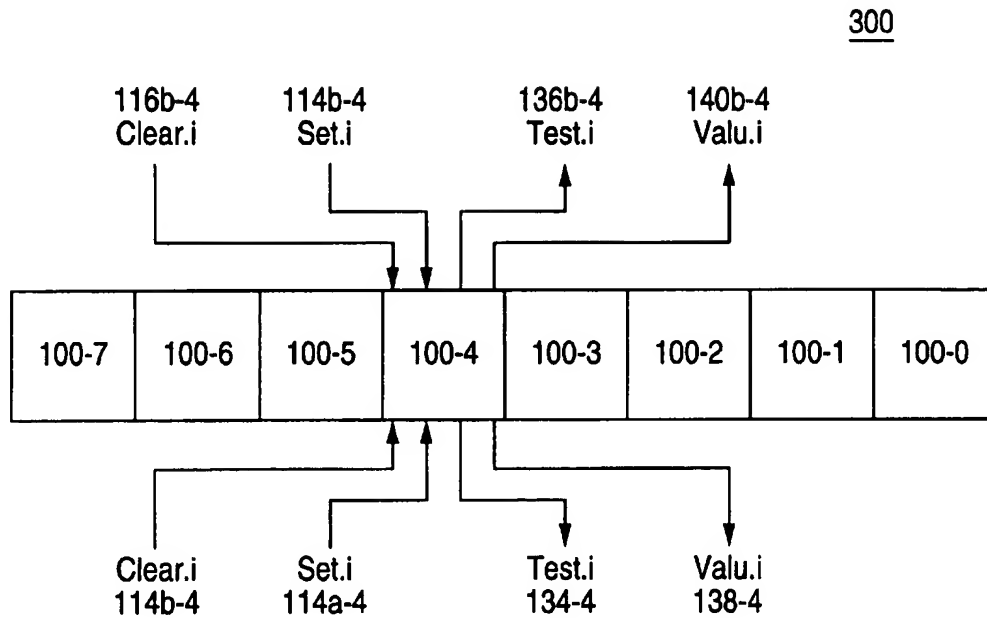 300
116b-4 114b-4 136b-4 140b-4
Clear.i Set.i Test.i Valu.i
100-7 100-6 100-5 100-4 100-3 100-2 100-1 100-0
Clear.i Set.i Test.i Valu.i
114b-4 114a-4 134-4 138-4